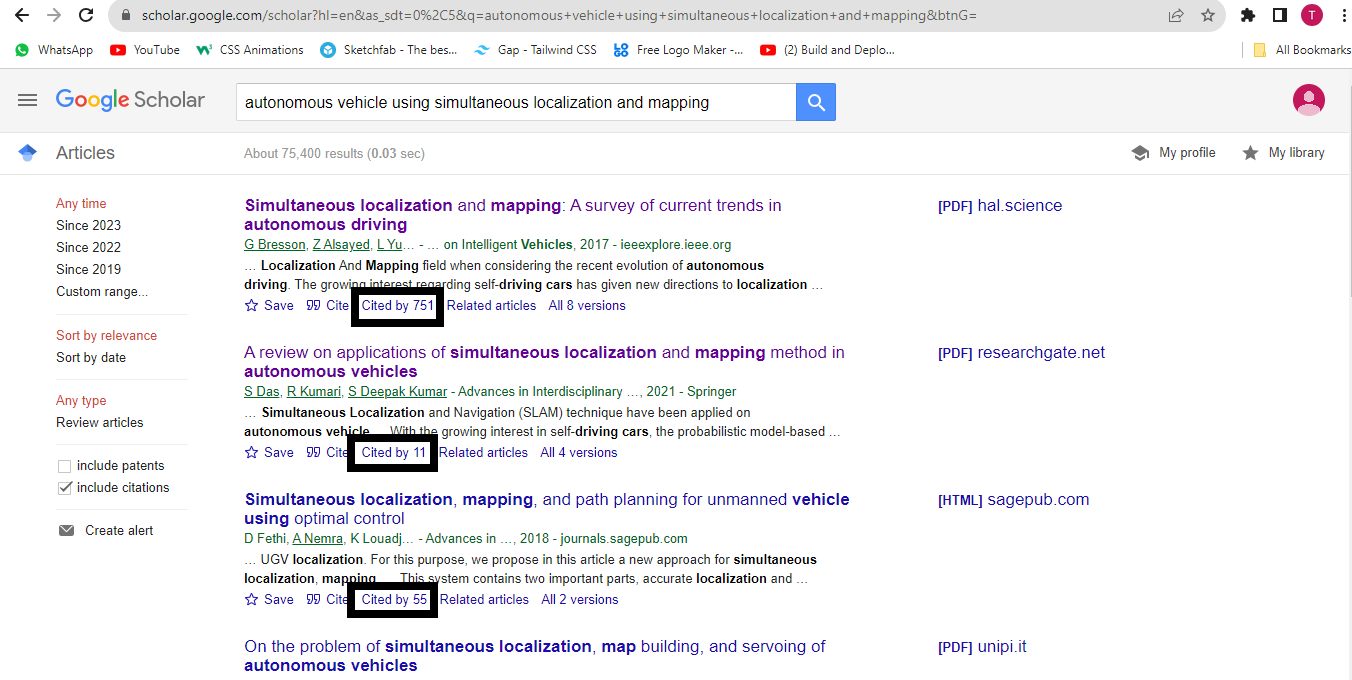 scholar.google.com/scholar?hl=en&as_sdt=0%2C5&q=autonomous+vehicle+using+simultaneous+localization+and+mapping&btnG=
T
WhatsApp YouTube CSS Animations Sketchfab - The bes... Gap - Tailwind CSS Free Logo Maker -... (2) Build and Deplo... All Bookmarks
Google Scholar
autonomous vehicle using simultaneous localization and mapping
Articles
About 75,400 results (0.03 sec)
My profile My library
Any time
Since 2023
Since 2022
Since 2019
Custom range...
Sort by relevance
Sort by date
Any type
Review articles
include patents
include citations
Create alert
Simultaneous localization and mapping: A survey of current trends in
autonomous driving
G Bresson, Z Alsayed, L Yu… - … on Intelligent Vehicles, 2017 - ieeexplore.ieee.org
… Localization And Mapping field when considering the recent evolution of autonomous
driving. The growing interest regarding self-driving cars has given new directions to localization …
Save Cite Cited by 751 Related articles All 8 versions
[PDF] hal.science
A review on applications of simultaneous localization and mapping method in
autonomous vehicles
S Das, R Kumari, S Deepak Kumar - Advances in Interdisciplinary …, 2021 - Springer
… Simultaneous Localization and Navigation (SLAM) technique have been applied on
autonomous vehicle With the growing interest in self-driving cars, the probabilistic model-based …
Save Cite Cited by 11 Related articles All 4 versions
[PDF] researchgate.net
Simultaneous localization, mapping, and path planning for unmanned vehicle
using optimal control
D Fethi, A Nemra, K Louadj… - Advances in …, 2018 - journals.sagepub.com
… UGV localization. For this purpose, we propose in this article a new approach for simultaneous
localization, mapping This system contains two important parts, accurate localization and …
Save Cite Cited by 55 Related articles All 2 versions
[HTML] sagepub.com
On the problem of simultaneous localization, map building, and servoing of
autonomous vehicles
[PDF] unipi.it